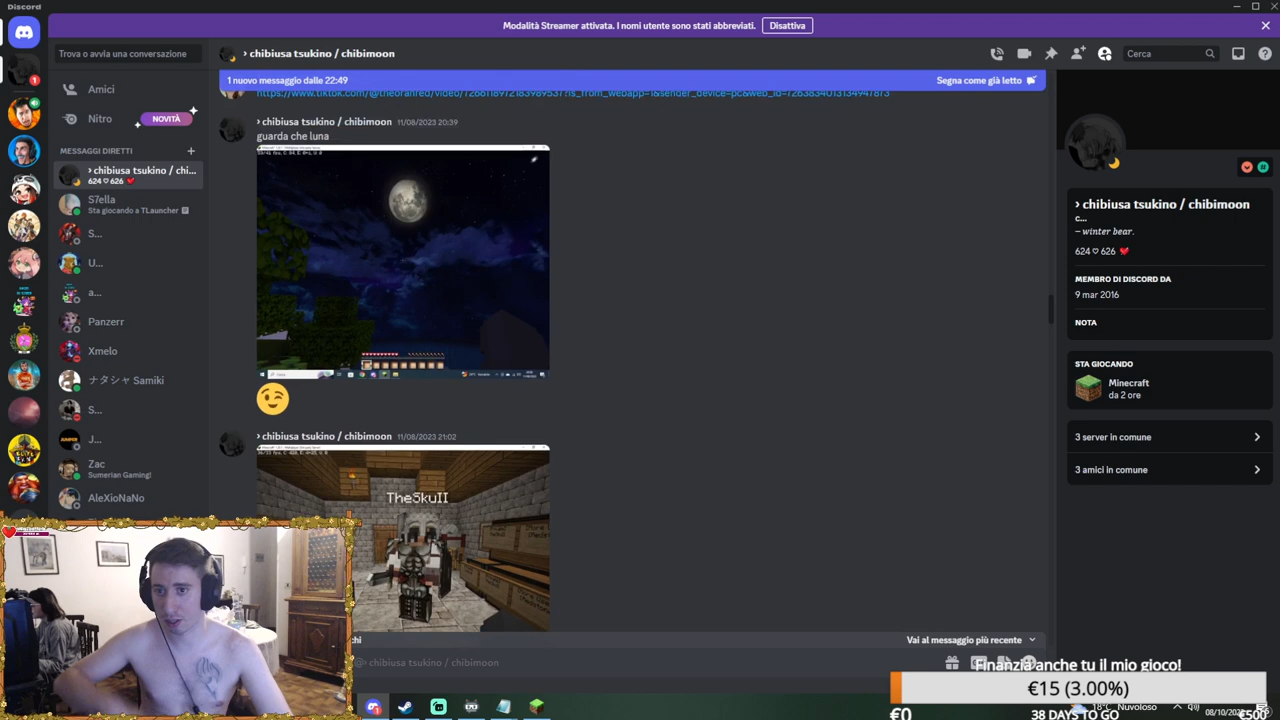 Discord
Modalità Streamer attivata. I nomi utente sono stati abbreviati. Disattiva
Trova o avvia una conversazione
› chibiusa tsukino / chibimoon
Cerca
1 nuovo messaggio dalle 22:49
Segna come già letto
Amici
Nitro
NOVITÀ
MESSAGGI DIRETTI
› chibiusa tsukino / chi...
624 ♡ 626 ❤
S7ella
Sta giocando a TLauncher
S...
U...
a...
Panzerr
Xmelo
ナタシャ Samiki
S...
J...
Zac
Sumerian Gaming!
AleXioNaNo
› chibiusa tsukino / chibimoon 11/08/2023 20:39
guarda che luna
› chibiusa tsukino / chibimoon 11/08/2023 21:02
TheSkuII
chi
Vai al messaggio più recente
@› chibiusa tsukino / chibimoon
› chibiusa tsukino / chibimoon
c...
– winter bear.
624 ♡ 626 ❤
MEMBRO DI DISCORD DA
9 mar 2016
NOTA
STA GIOCANDO
Minecraft
da 2 ore
3 server in comune
3 amici in comune
Finanzia anche tu il mio gioco!
€15 (3.00%)
€0
38 DAYS TO GO
€500
18°C Nuvoloso